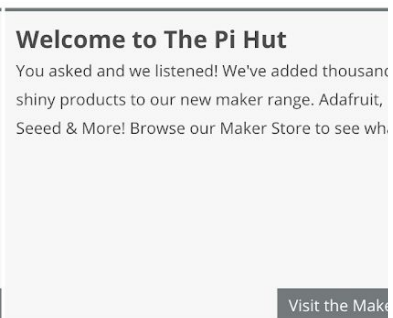 Welcome to The Pi Hut
You asked and we listened! We've added thousand
shiny products to our new maker range. Adafruit,
Seeed & More! Browse our Maker Store to see wha
Visit the Make